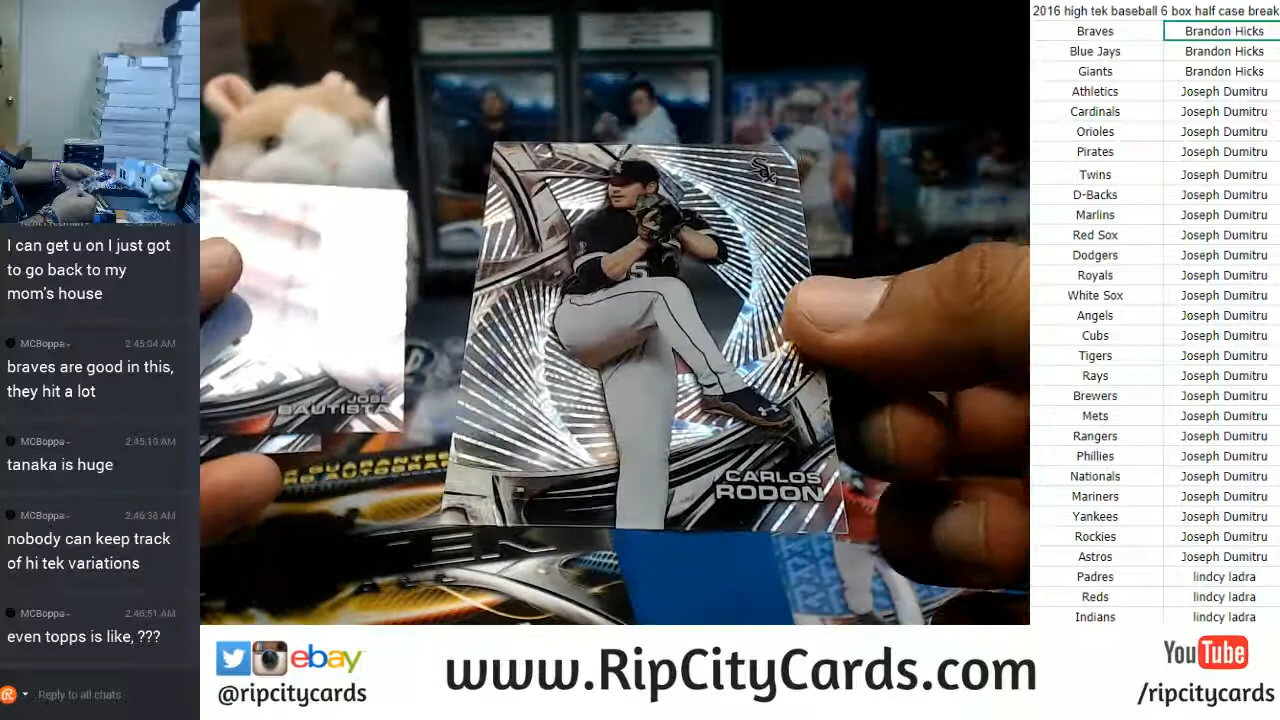 I can get u on I just got
to go back to my
mom's house
MCBoppa- 2:45:04 AM
braves are good in this,
they hit a lot
MCBoppa- 2:45:19 AM
tanaka is huge
MCBoppa- 2:46:38 AM
nobody can keep track
of hi tek variations
MCBoppa- 2:46:51 AM
even topps is like, ???
Reply to all chats
JOSE
BAUTISTA
Sox
5
CARLOS
RODON
GUARANTEE
AUTOGRA
TEK
2016 high tek baseball 6 box half case break
Braves Brandon Hicks
Blue Jays Brandon Hicks
Giants Brandon Hicks
Athletics Joseph Dumitru
Cardinals Joseph Dumitru
Orioles Joseph Dumitru
Pirates Joseph Dumitru
Twins Joseph Dumitru
D-Backs Joseph Dumitru
Marlins Joseph Dumitru
Red Sox Joseph Dumitru
Dodgers Joseph Dumitru
Royals Joseph Dumitru
White Sox Joseph Dumitru
Angels Joseph Dumitru
Cubs Joseph Dumitru
Tigers Joseph Dumitru
Rays Joseph Dumitru
Brewers Joseph Dumitru
Mets Joseph Dumitru
Rangers Joseph Dumitru
Phillies Joseph Dumitru
Nationals Joseph Dumitru
Mariners Joseph Dumitru
Yankees Joseph Dumitru
Rockies Joseph Dumitru
Astros Joseph Dumitru
Padres lindcy ladra
Reds lindcy ladra
Indians lindcy ladra
ebay
@ripcitycards
www.RipCityCards.com
YouTube
/ripcitycards